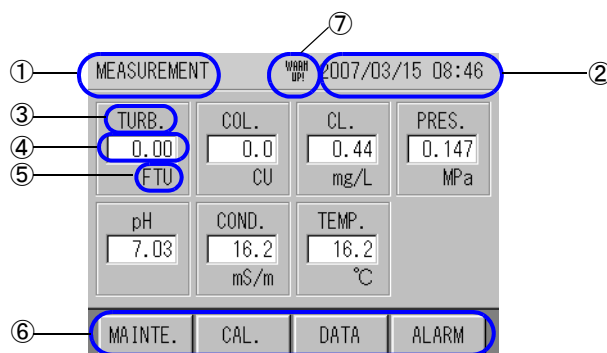 ⑦
① MEASUREMENT WARM UP! 2007/03/15 08:46 ②
③ TURB. COL. CL. PRES.
④ 0.00 0.0 0.44 0.147
⑤ FTU CU mg/L MPa
pH COND. TEMP.
7.03 16.2 16.2
mS/m °C
⑥ MAINTE. CAL. DATA ALARM